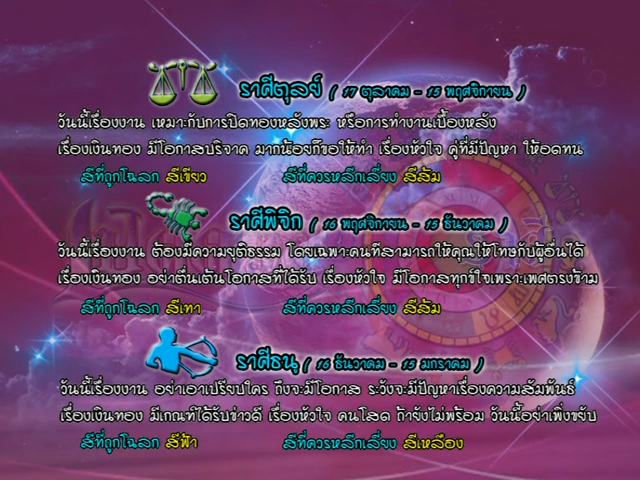 ราศีตุลย์ ( 17 ตุลาคม - 15 พฤศจิกายน )
วันนี้เรื่องงาน เหมาะกับการปิดทองหลังพระ หรือการทำงานเบื้องหลัง
เรื่องเงินทอง มีโอกาสบริจาค มากน้อยก็ขอให้ทำ เรื่องหัวใจ คู่ที่มีปัญหา ให้อดทน
สีที่ถูกโฉลก สีเขียว สีที่ควรหลีกเลี่ยง สีส้ม
ราศีพิจิก ( 16 พฤศจิกายน - 15 ธันวาคม )
วันนี้เรื่องงาน ต้องมีความยุติธรรม โดยเฉพาะคนที่สามารถให้คุณให้โทษกับผู้อื่นได้
เรื่องเงินทอง อย่าตื่นเต้นโอกาสที่ได้รับ เรื่องหัวใจ มีโอกาสทุกข์ใจเพราะเพศตรงข้าม
สีที่ถูกโฉลก สีเทา สีที่ควรหลีกเลี่ยง สีส้ม
ราศีธนู ( 16 ธันวาคม - 15 มกราคม )
วันนี้เรื่องงาน อย่าเอาเปรียบใคร ถึงจะมีโอกาส ระวังจะมีปัญหาเรื่องความสัมพันธ์
เรื่องเงินทอง มีเกณฑ์ได้รับข่าวดี เรื่องหัวใจ คนโสด ถ้ายังไม่พร้อม วันนี้อย่าเพิ่งขยับ
สีที่ถูกโฉลก สีฟ้า สีที่ควรหลีกเลี่ยง สีเหลือง